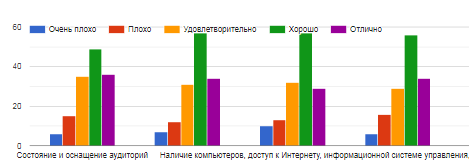 60
Очень плохо Плохо Удовлетворительно Хорошо Отлично
40
20
0
Состояние и оснащение аудиторий Наличие компьютеров, доступ к Интернету, информационной системе управления,